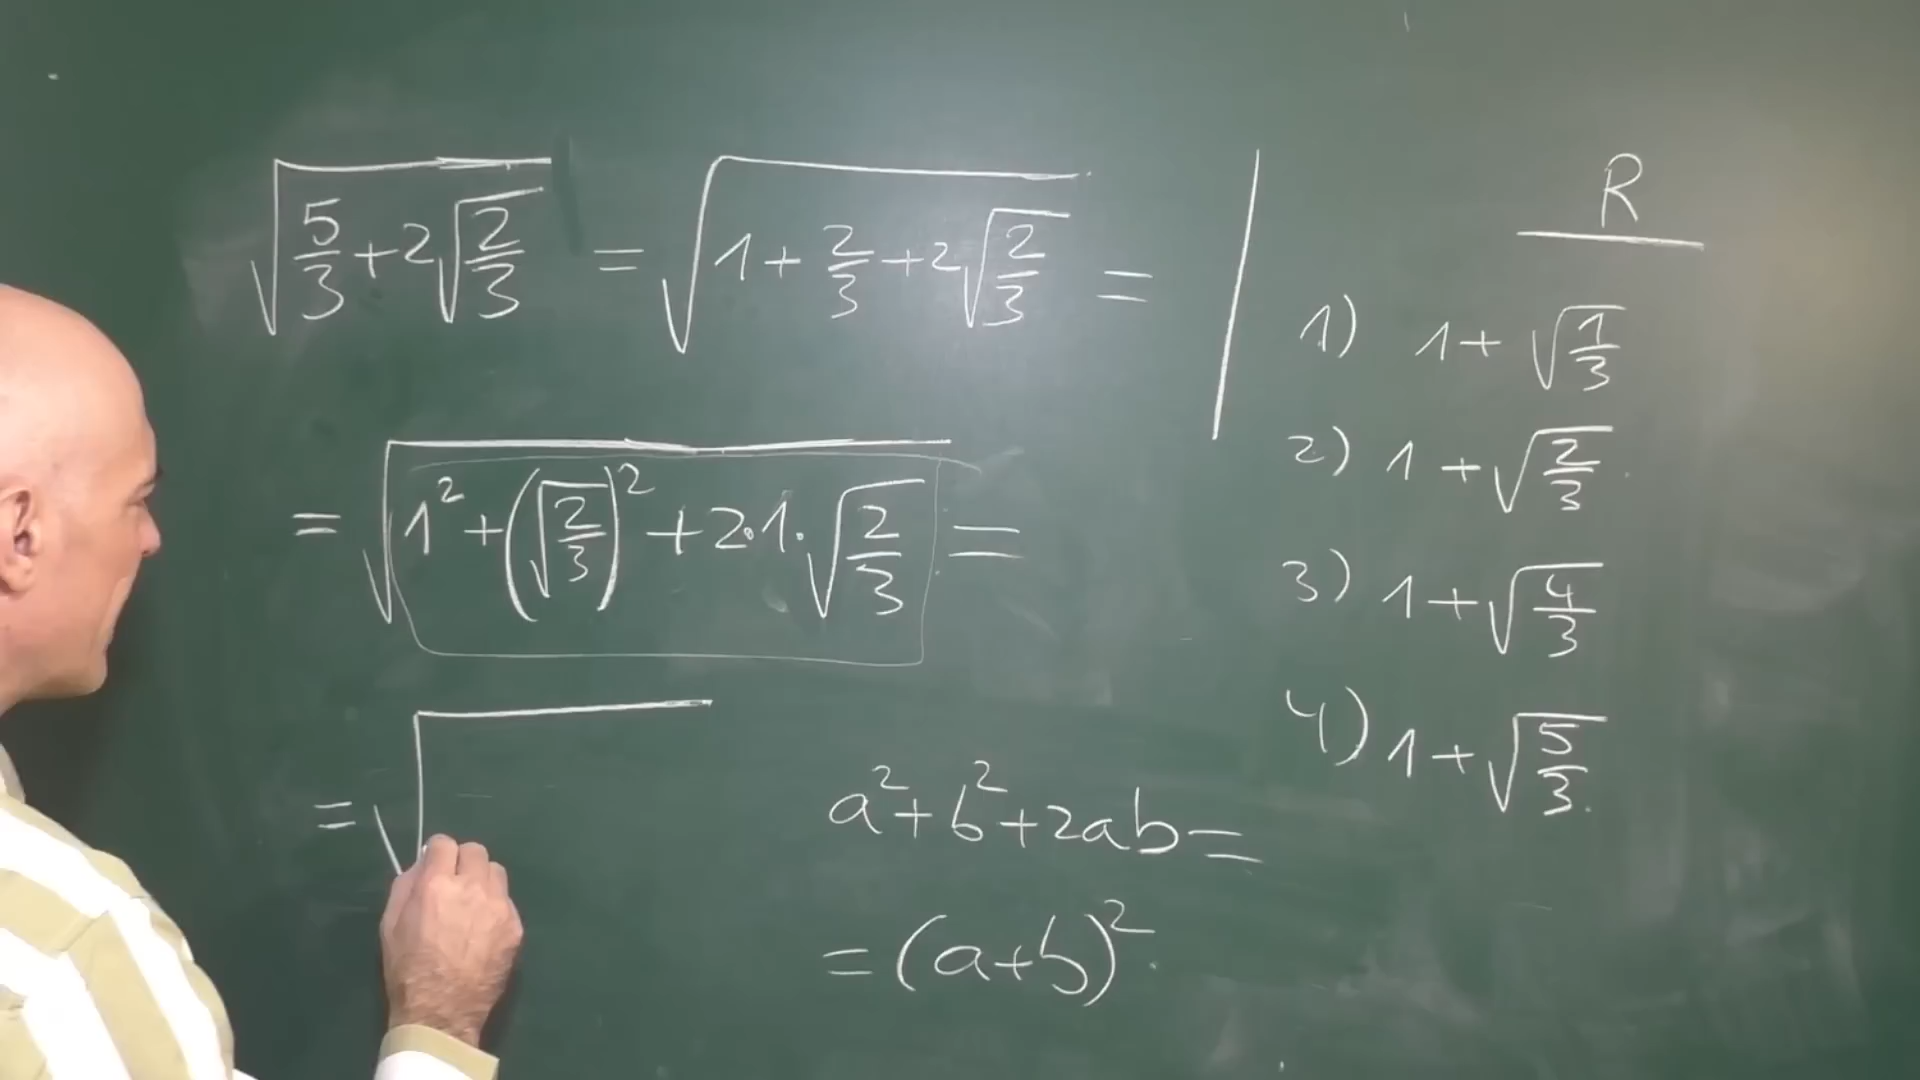 √(5/3 + 2√(2/3)) = √(1 + 2/3 + 2√(2/3)) =
= √(1² + (√(2/3))² + 2·1·√(2/3)) =
= √
a² + b² + 2ab =
= (a+b)²
R
1) 1 + √(1/3)
2) 1 + √(2/3)
3) 1 + √(4/3)
4) 1 + √(5/3)